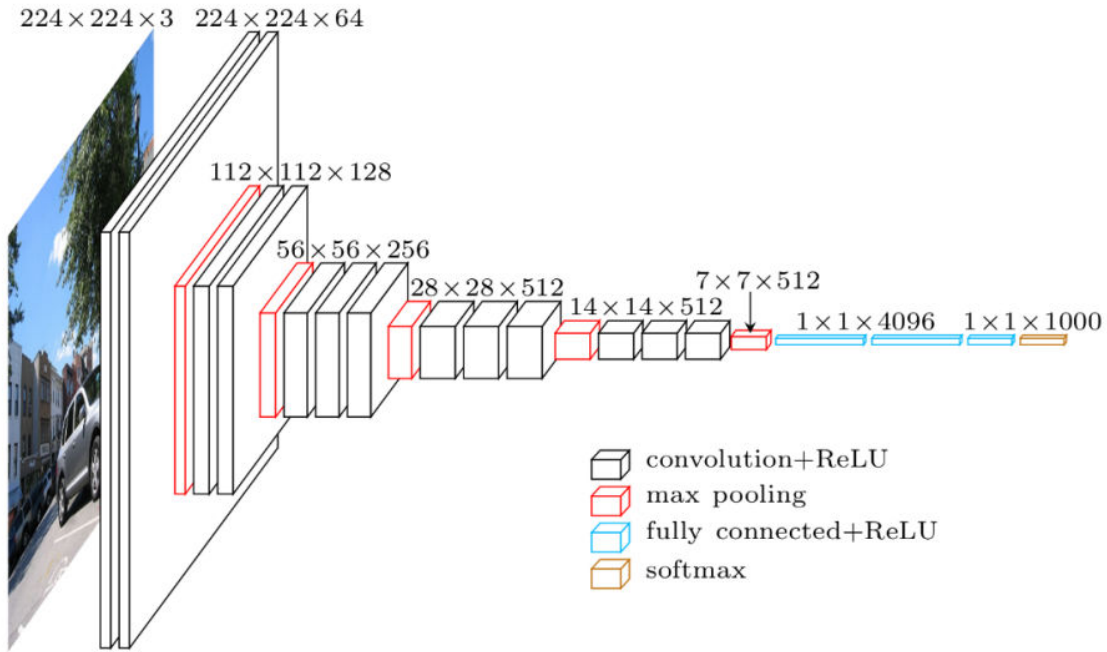 224×224×3
224×224×64
112×112×128
56×56×256
28×28×512
14×14×512
7×7×512
1×1×4096
1×1×1000
convolution+ReLU
max pooling
fully connected+ReLU
softmax